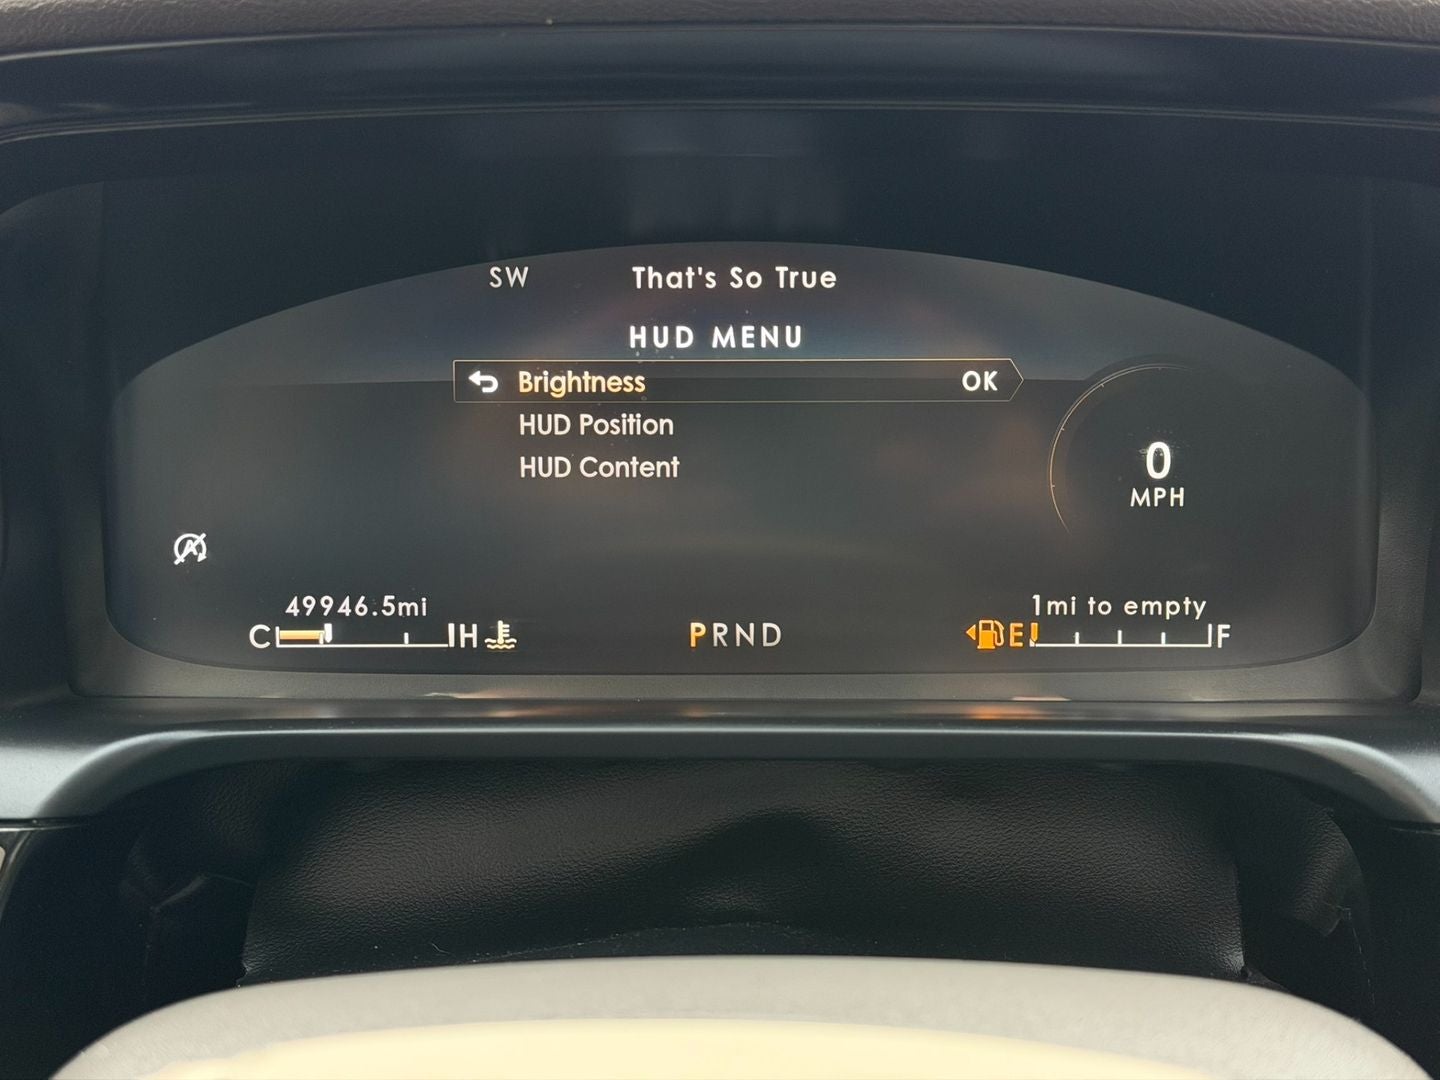 SW That's So True
HUD MENU
Brightness OK
HUD Position
HUD Content
0
MPH
49946.5mi
1mi to empty
C H
PRND
E F